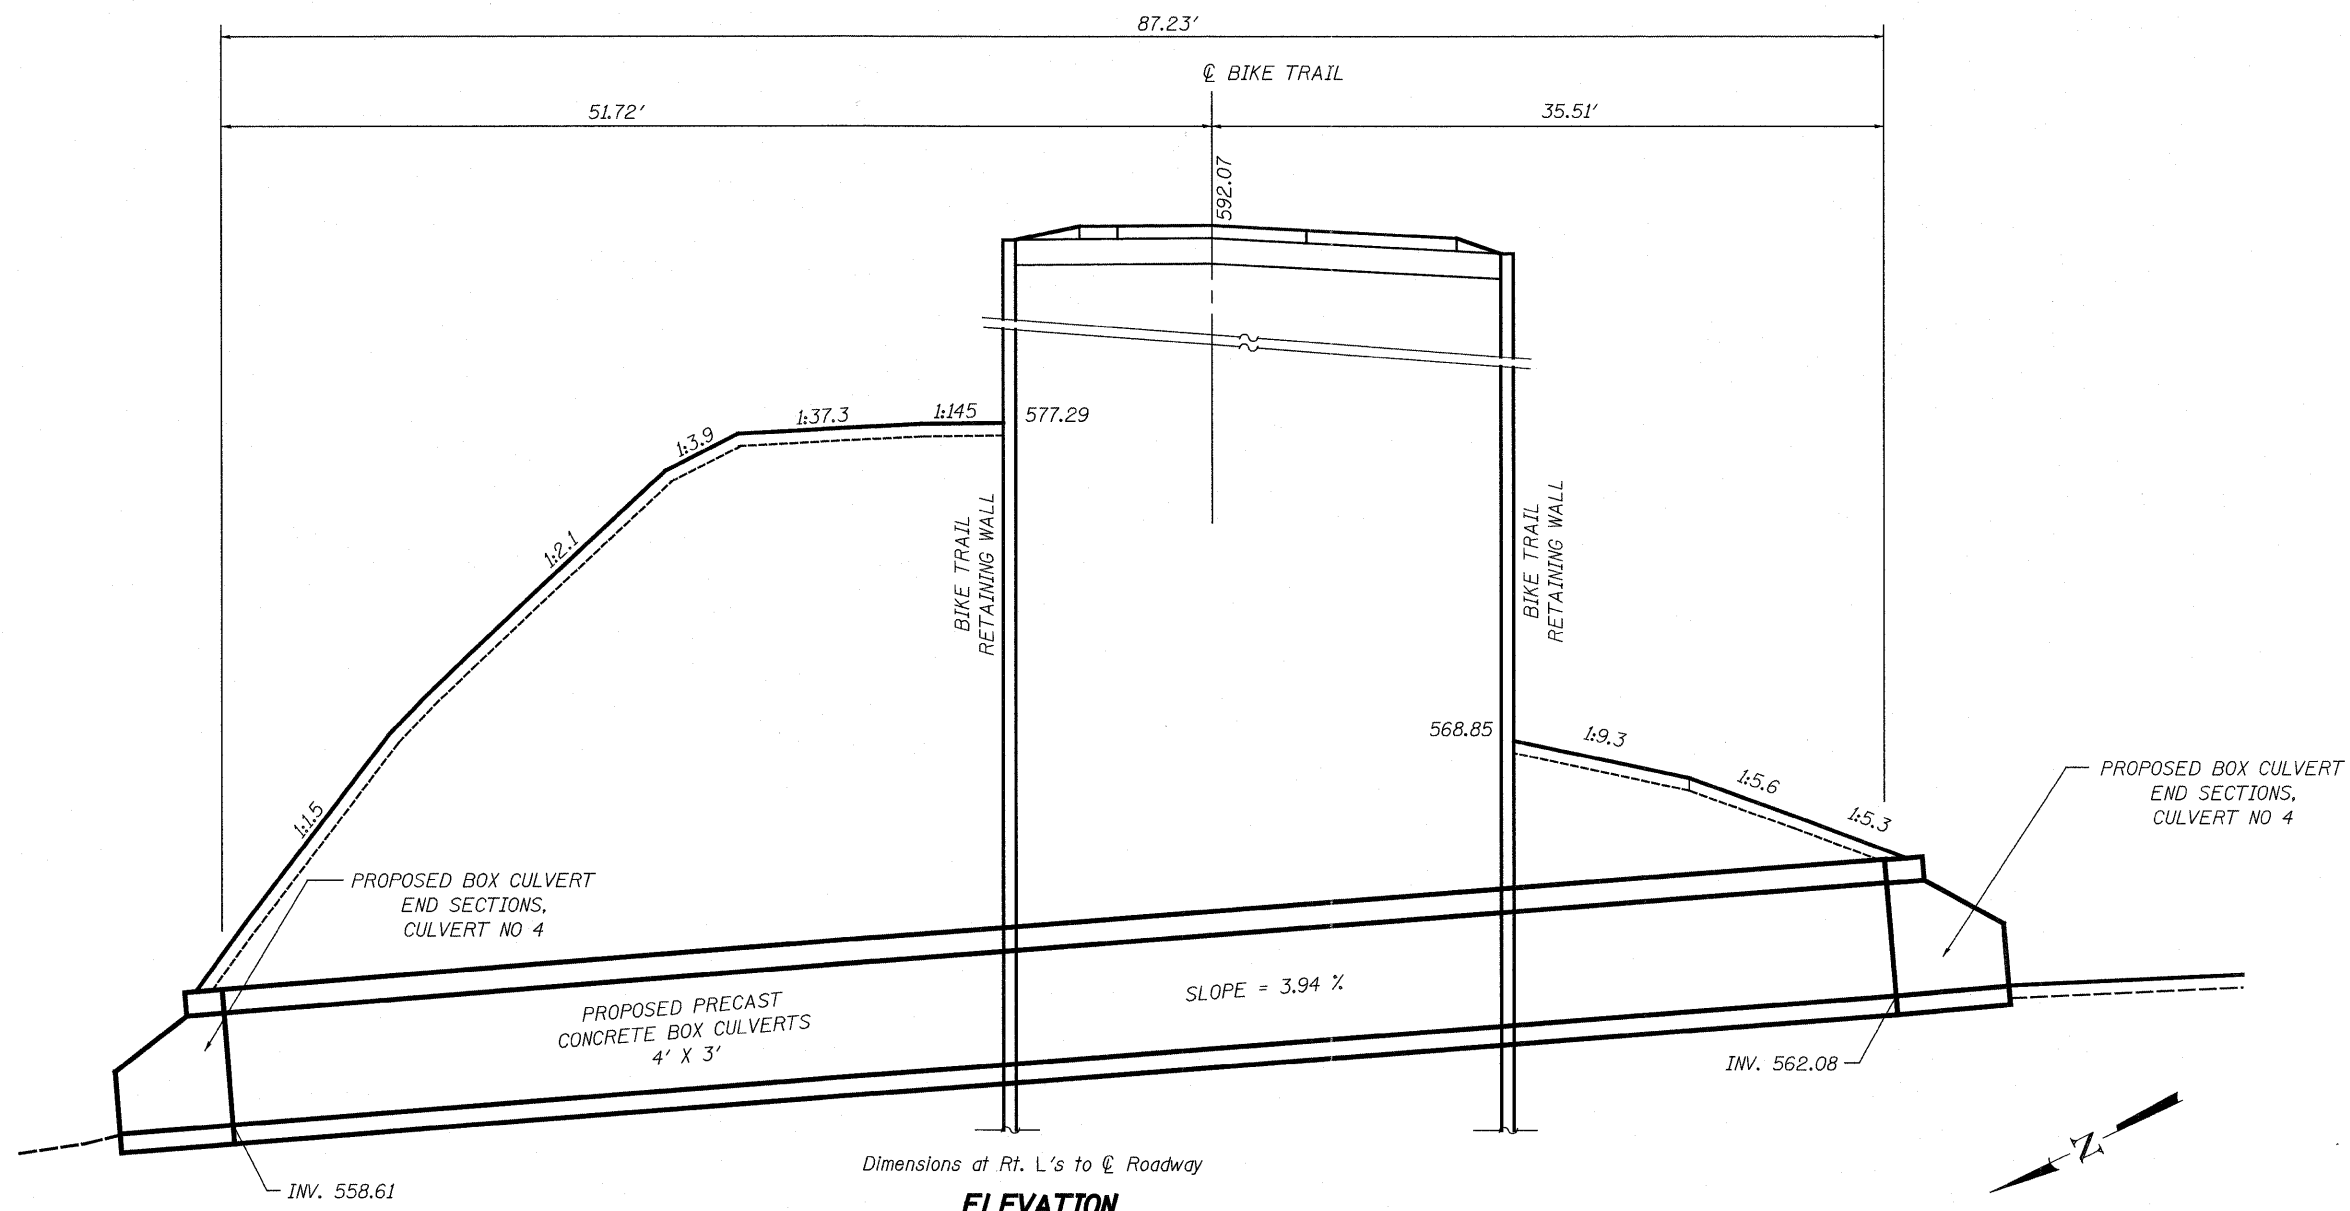 87.23'
℄ BIKE TRAIL
51.72'
35.51'
592.07
1:145
577.29
1:37.3
1:3.9
1:2.1
1:1.5
BIKE TRAIL
RETAINING WALL
BIKE TRAIL
RETAINING WALL
568.85
1:9.3
1:5.6
1:5.3
PROPOSED BOX CULVERT
END SECTIONS,
CULVERT NO 4
PROPOSED BOX CULVERT
END SECTIONS,
CULVERT NO 4
PROPOSED PRECAST
CONCRETE BOX CULVERTS
4' X 3'
SLOPE = 3.94 %
INV. 562.08
INV. 558.61
Z
Dimensions at Rt. L's to ℄ Roadway
ELEVATION